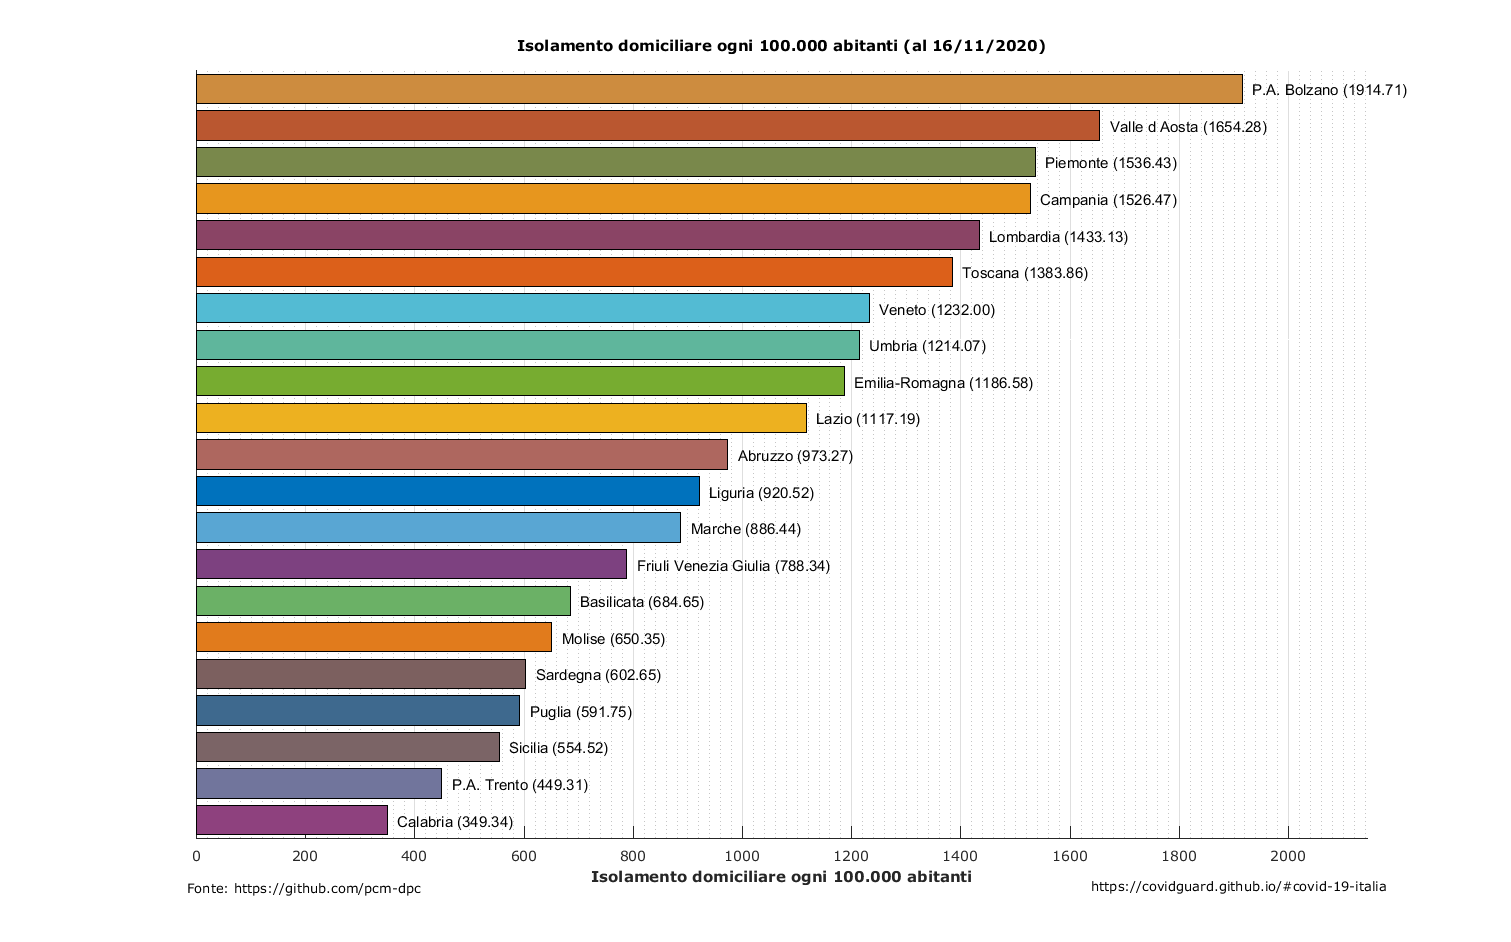 Isolamento domiciliare ogni 100.000 abitanti (al 16/11/2020)
P.A. Bolzano (1914.71)
Valle d Aosta (1654.28)
Piemonte (1536.43)
Campania (1526.47)
Lombardia (1433.13)
Toscana (1383.86)
Veneto (1232.00)
Umbria (1214.07)
Emilia-Romagna (1186.58)
Lazio (1117.19)
Abruzzo (973.27)
Liguria (920.52)
Marche (886.44)
Friuli Venezia Giulia (788.34)
Basilicata (684.65)
Molise (650.35)
Sardegna (602.65)
Puglia (591.75)
Sicilia (554.52)
P.A. Trento (449.31)
Calabria (349.34)
0 200 400 600 800 1000 1200 1400 1600 1800 2000
Isolamento domiciliare ogni 100.000 abitanti
Fonte: https://github.com/pcm-dpc
https://covidguard.github.io/#covid-19-italia